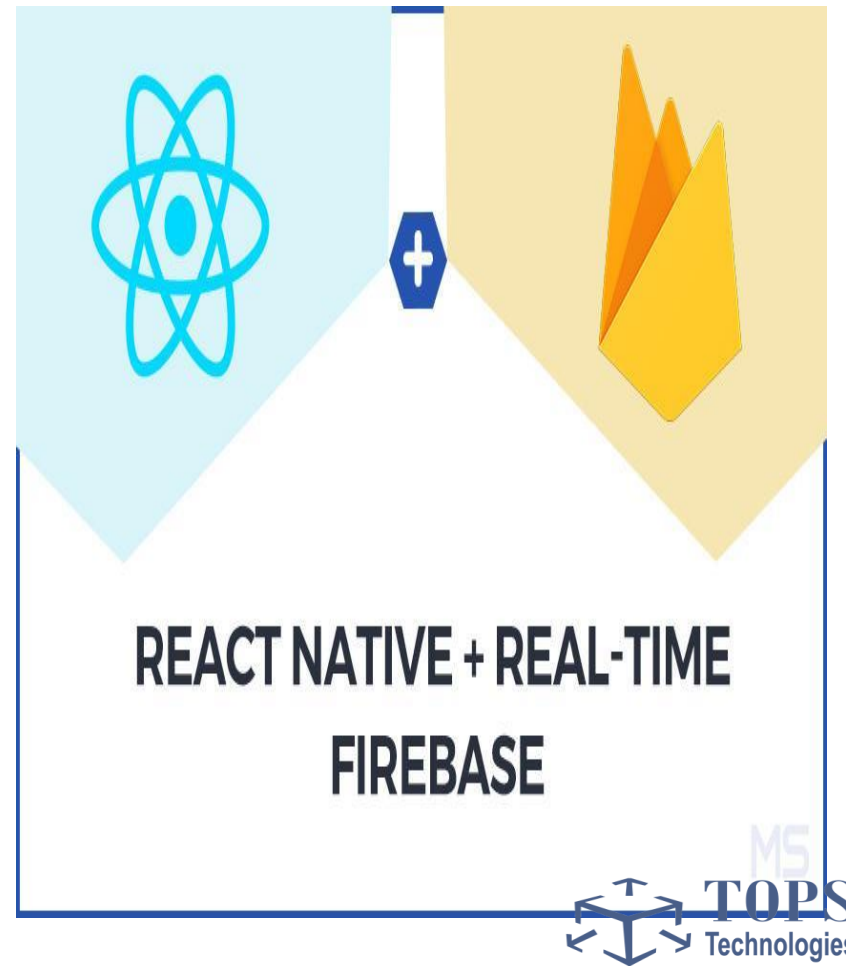 REACT NATIVE + REAL-TIME
FIREBASE
MS
TOPS
Technologies